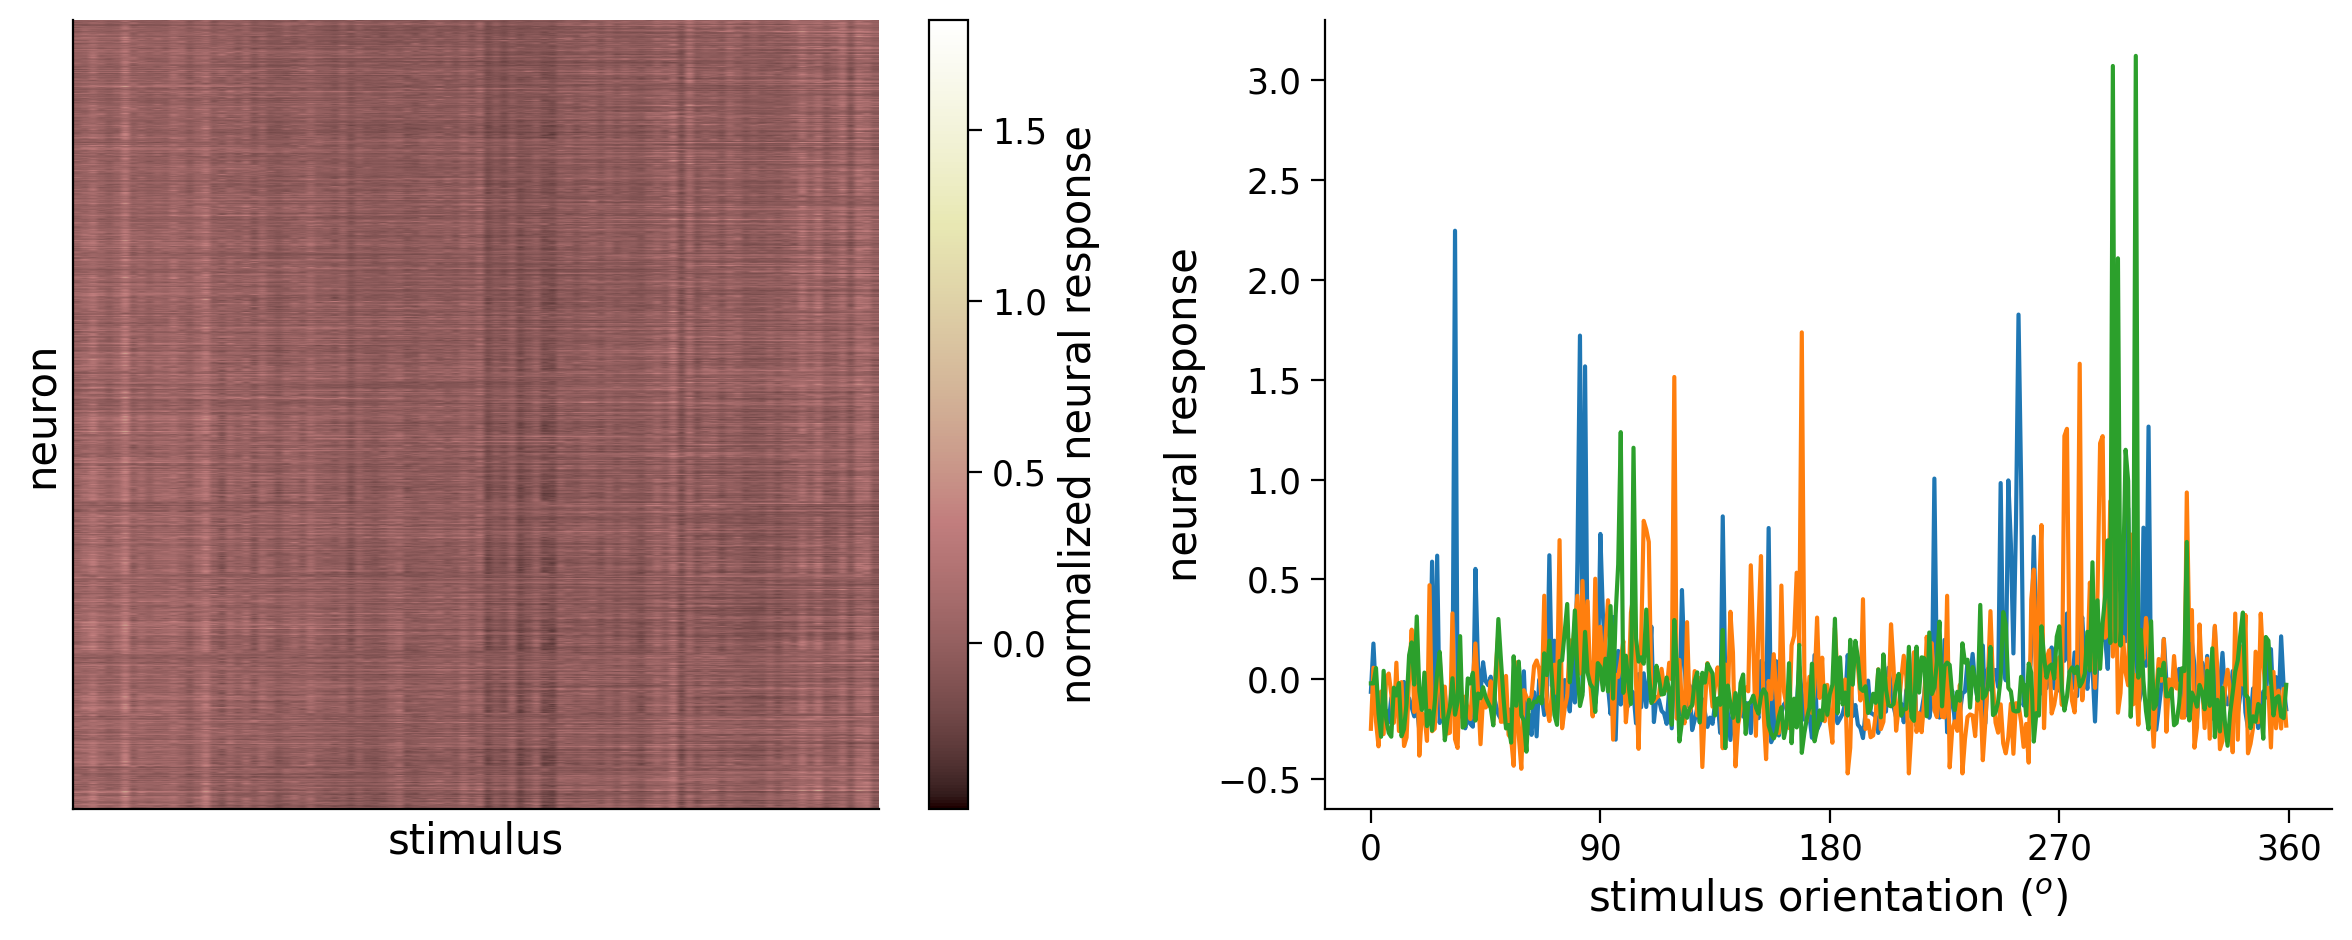 neuron
stimulus
1.5
1.0
0.5
0.0
normalized neural response
neural response
3.0
2.5
2.0
1.5
1.0
0.5
0.0
−0.5
0 90 180 270 360
stimulus orientation (o)